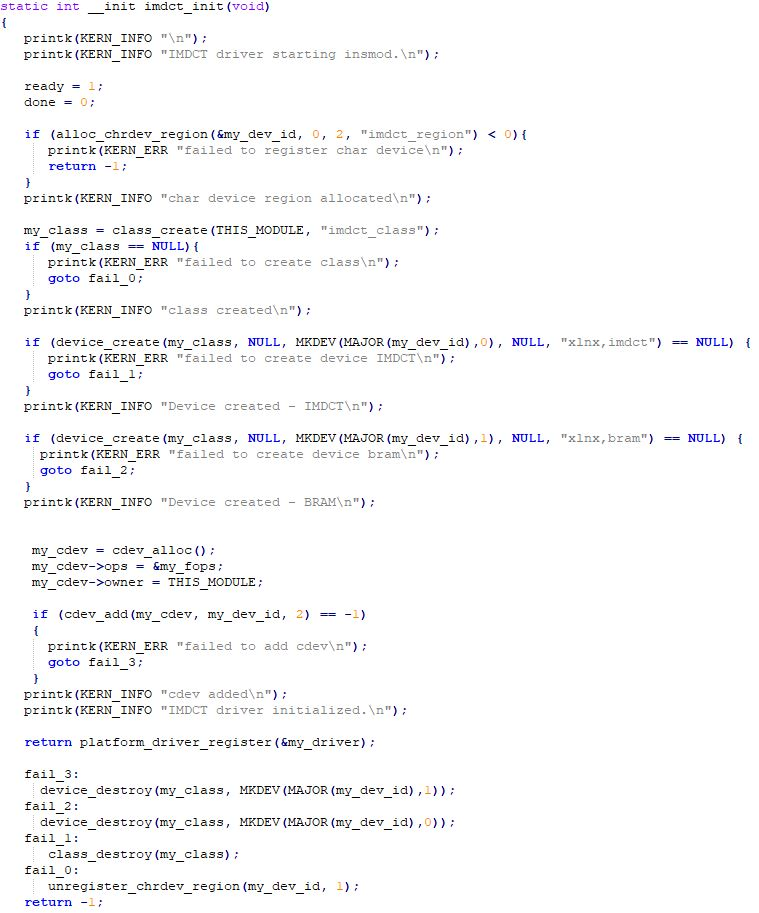 static int __init imdct_init(void)
{
printk(KERN_INFO "\n");
printk(KERN_INFO "IMDCT driver starting insmod.\n");
ready = 1;
done = 0;
if (alloc_chrdev_region(&my_dev_id, 0, 2, "imdct_region") < 0){
printk(KERN_ERR "failed to register char device\n");
return -1;
}
printk(KERN_INFO "char device region allocated\n");
my_class = class_create(THIS_MODULE, "imdct_class");
if (my_class == NULL){
printk(KERN_ERR "failed to create class\n");
goto fail_0;
}
printk(KERN_INFO "class created\n");
if (device_create(my_class, NULL, MKDEV(MAJOR(my_dev_id),0), NULL, "xlnx,imdct") == NULL) {
printk(KERN_ERR "failed to create device IMDCT\n");
goto fail_1;
}
printk(KERN_INFO "Device created - IMDCT\n");
if (device_create(my_class, NULL, MKDEV(MAJOR(my_dev_id),1), NULL, "xlnx,bram") == NULL) {
printk(KERN_ERR "failed to create device bram\n");
goto fail_2;
}
printk(KERN_INFO "Device created - BRAM\n");
my_cdev = cdev_alloc();
my_cdev->ops = &my_fops;
my_cdev->owner = THIS_MODULE;
if (cdev_add(my_cdev, my_dev_id, 2) == -1)
{
printk(KERN_ERR "failed to add cdev\n");
goto fail_3;
}
printk(KERN_INFO "cdev added\n");
printk(KERN_INFO "IMDCT driver initialized.\n");
return platform_driver_register(&my_driver);
fail_3:
device_destroy(my_class, MKDEV(MAJOR(my_dev_id),1));
fail_2:
device_destroy(my_class, MKDEV(MAJOR(my_dev_id),0));
fail_1:
class_destroy(my_class);
fail_0:
unregister_chrdev_region(my_dev_id, 1);
return -1;